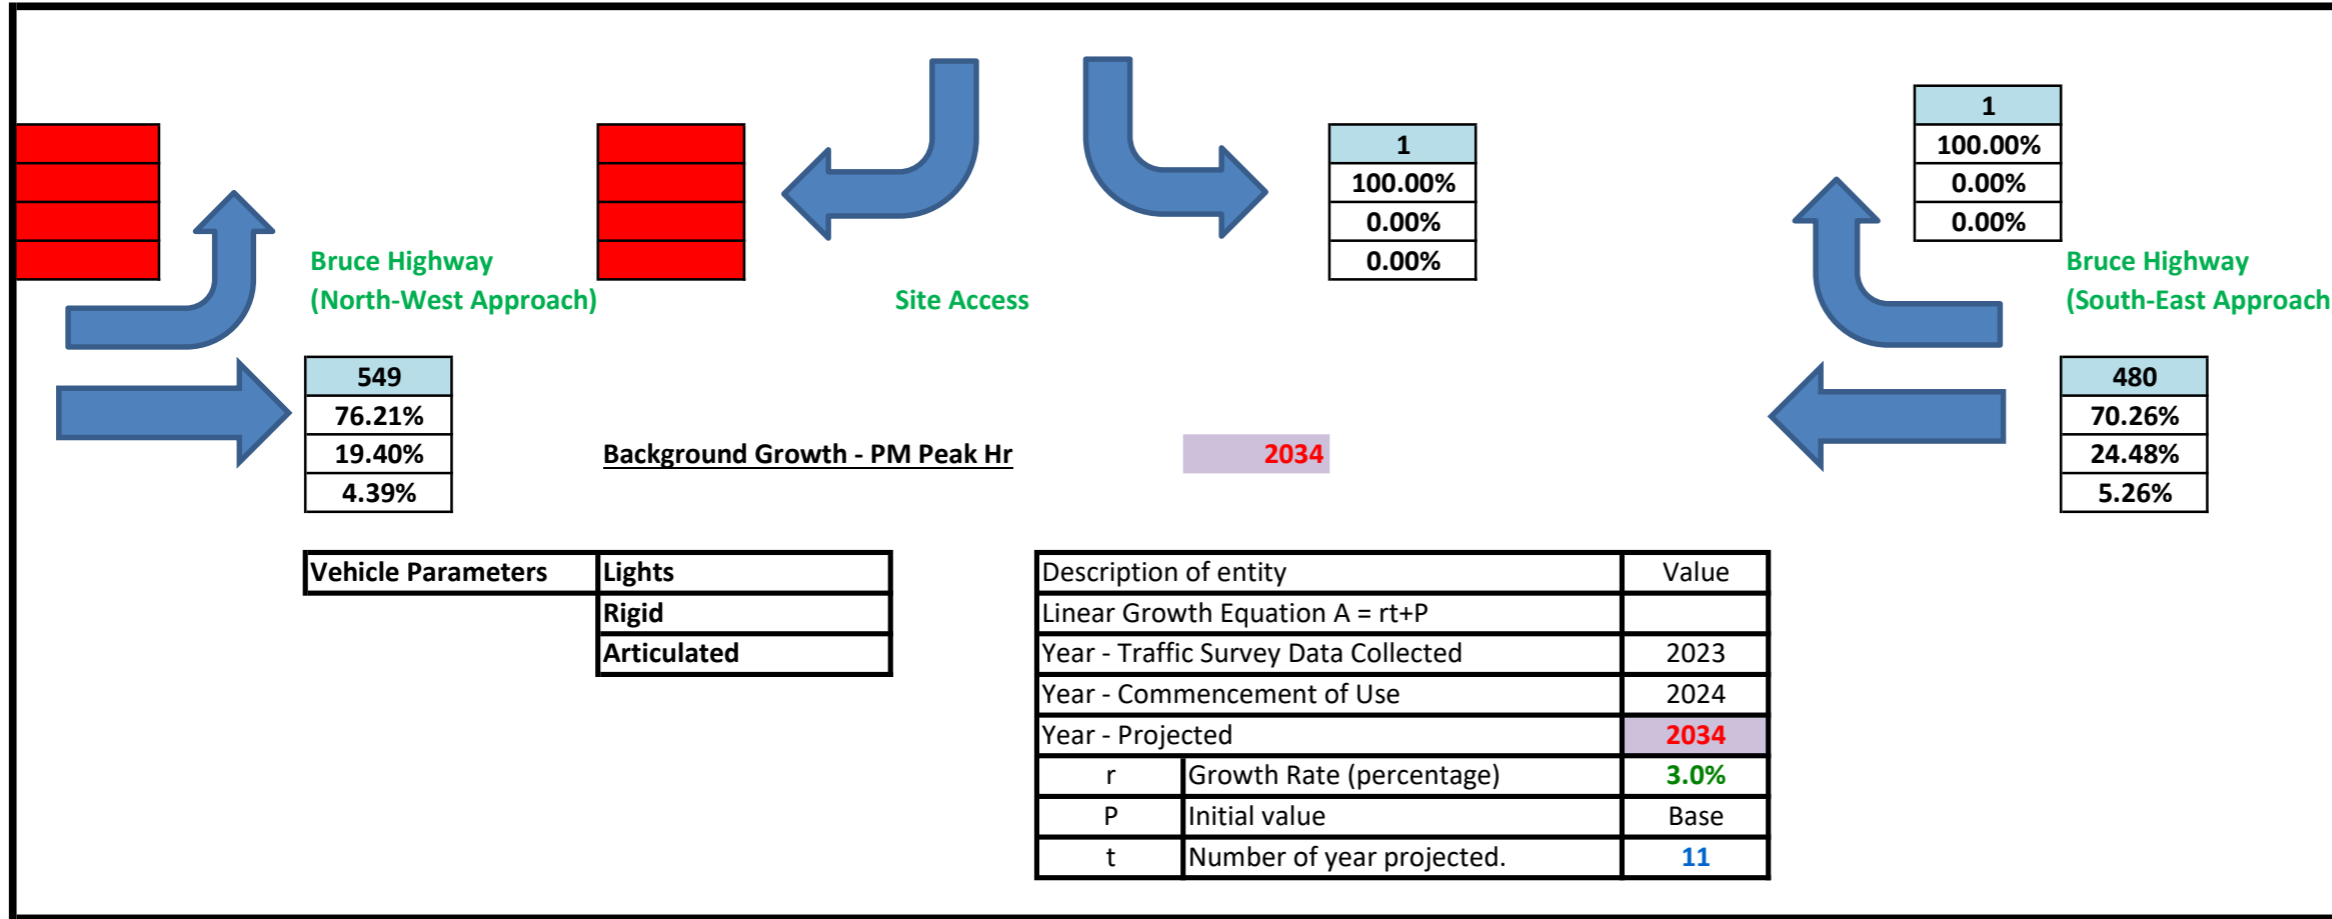 1
100.00%
0.00%
0.00%
1
100.00%
0.00%
0.00%
Bruce Highway
(North-West Approach)
Site Access
Bruce Highway
(South-East Approach
549
76.21%
19.40%
4.39%
480
70.26%
24.48%
5.26%
Background Growth - PM Peak Hr 2034
Vehicle Parameters Lights
Rigid
Articulated
Description of entity Value
Linear Growth Equation A = rt+P
Year - Traffic Survey Data Collected 2023
Year - Commencement of Use 2024
Year - Projected 2034
r Growth Rate (percentage) 3.0%
P Initial value Base
t Number of year projected. 11